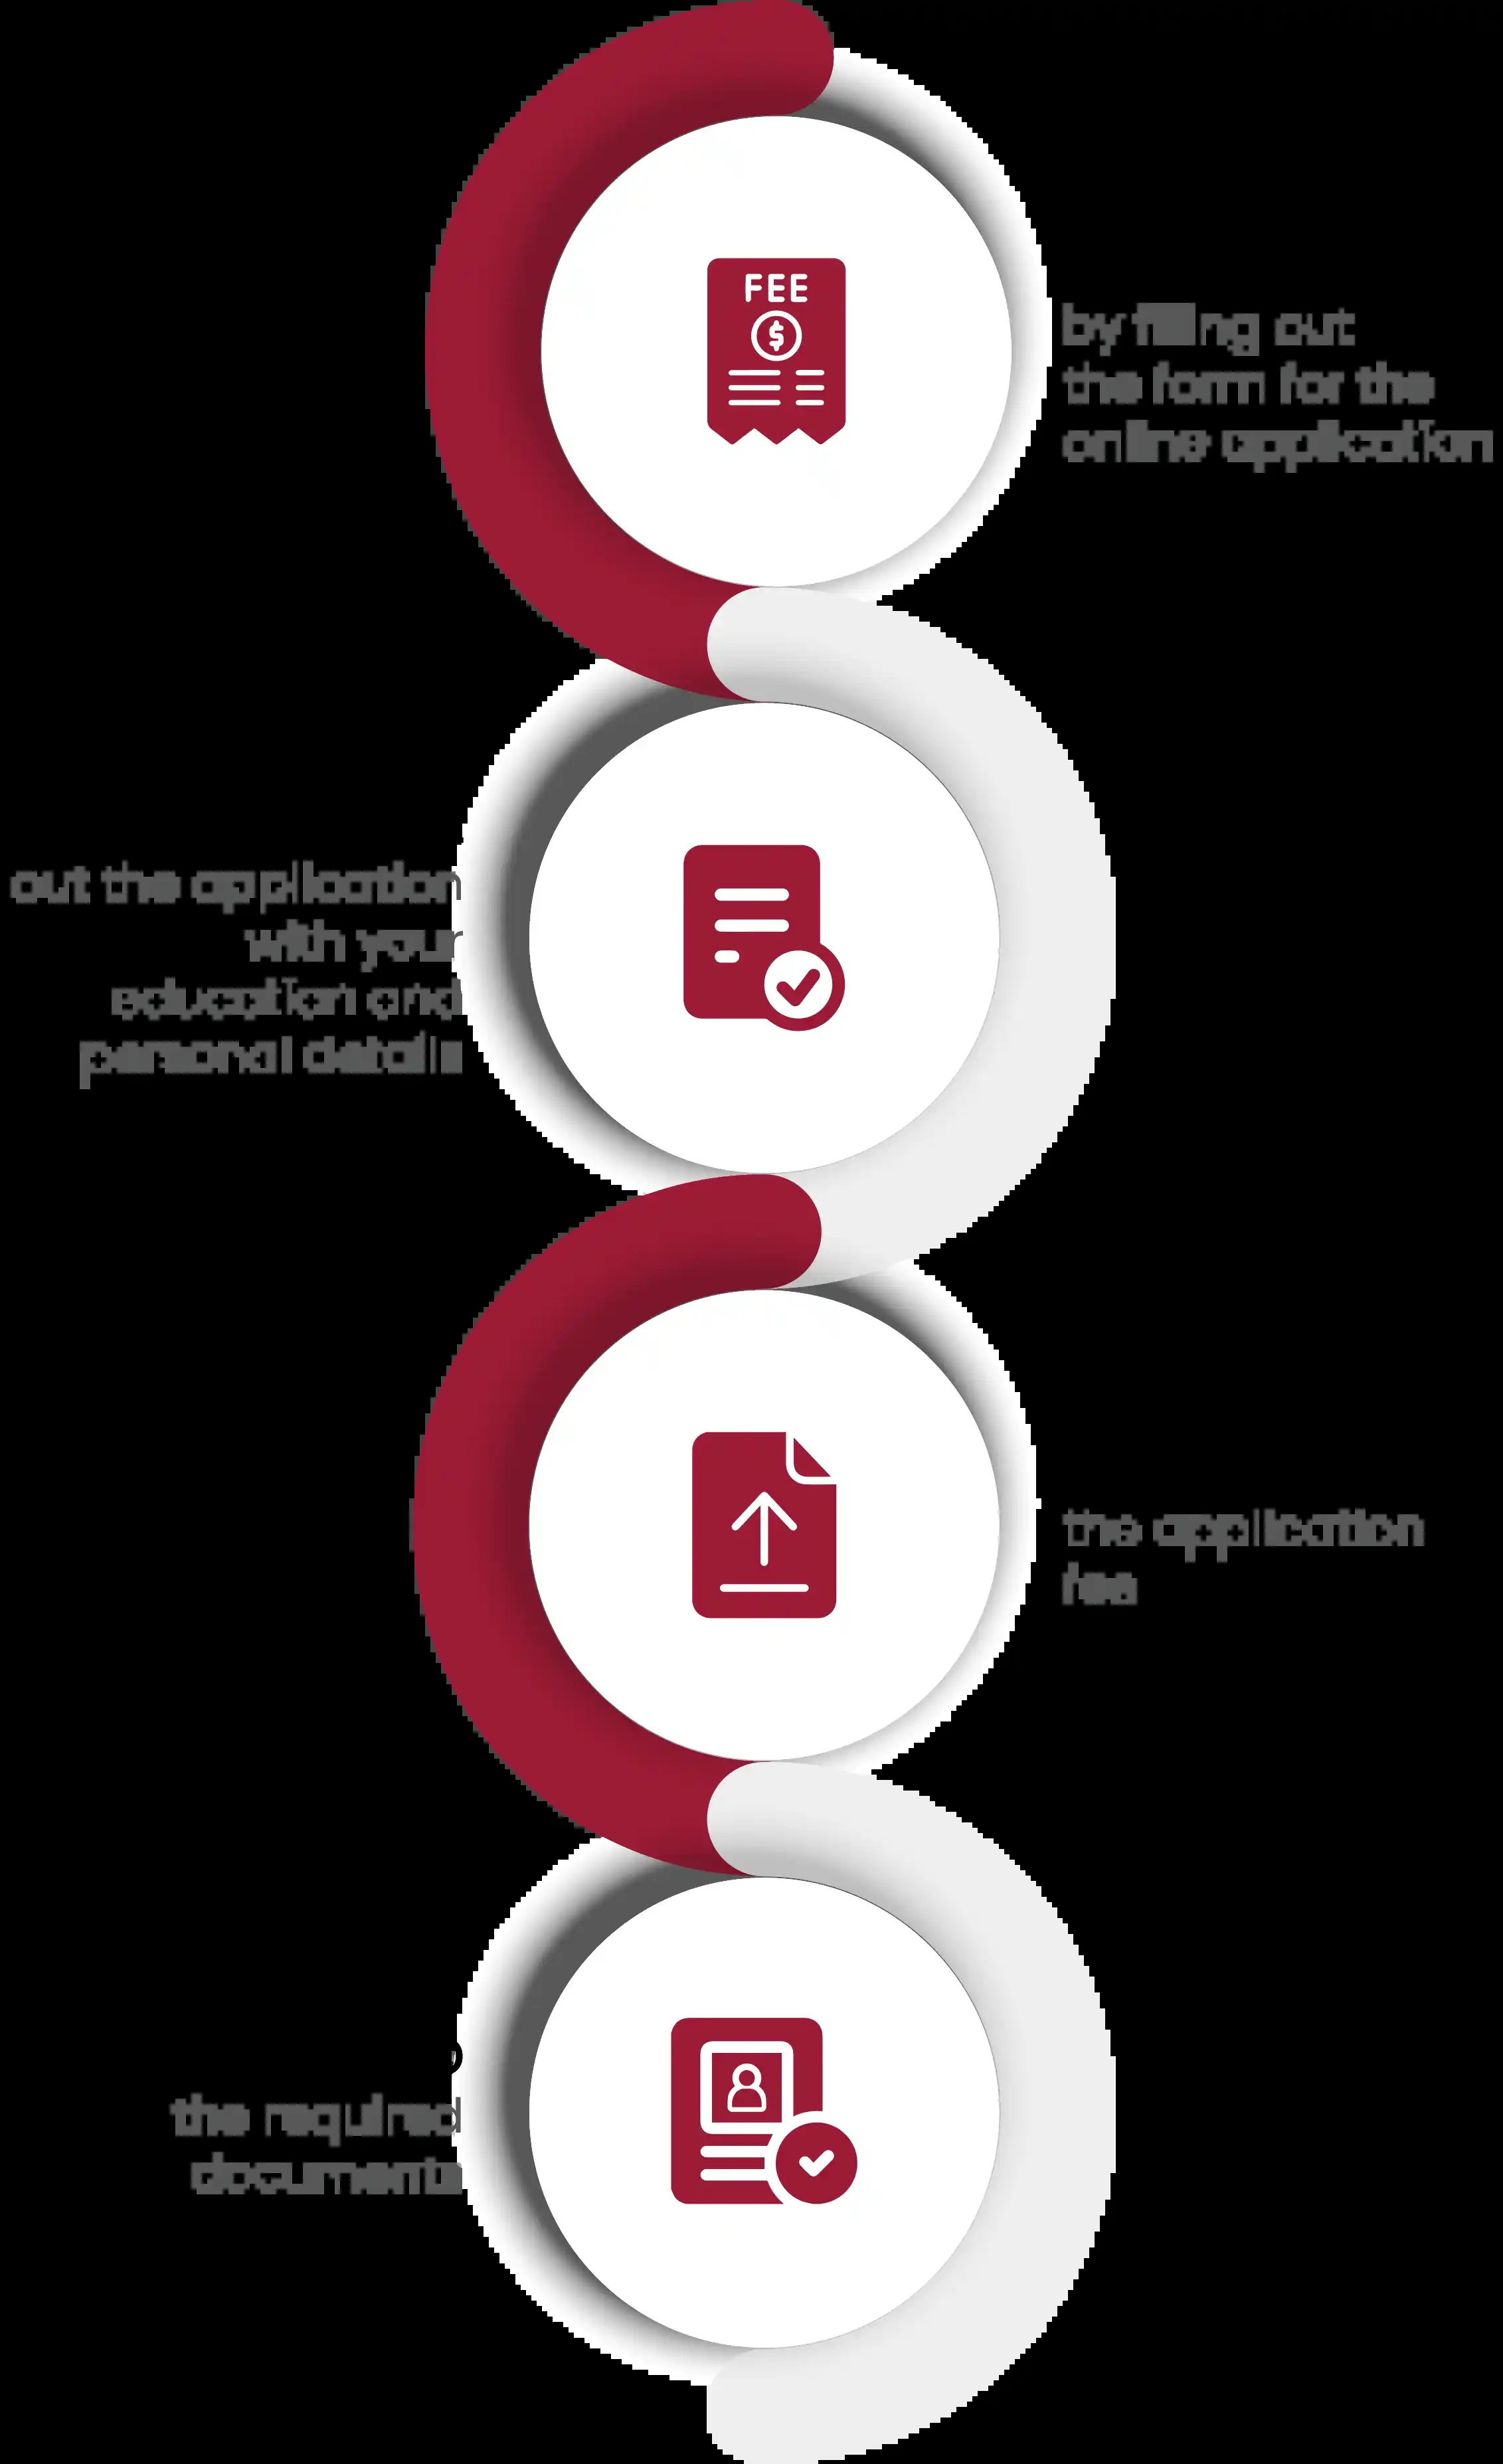 FEE
by filling out
the form for the
online application
out the application
with your
education and
personal details
the application
fee
the required
documents